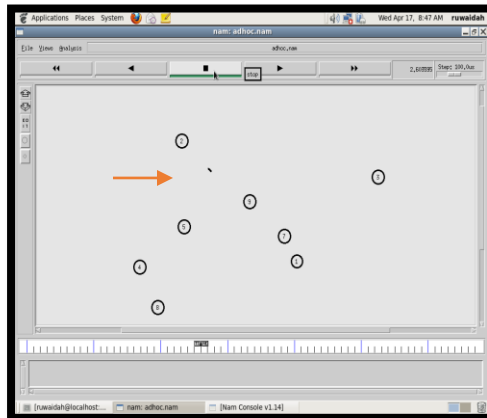 Applications Places System Wed Apr 17, 8:47 AM ruwaidah
nam: adhoc.nam
File Views Analysis adhoc.nam
stop Step: 100.0us
2
3
9
5
7
1
4
8
[ruwaidah@localhost:... nam: adhoc.nam [Nam Console v1.14]